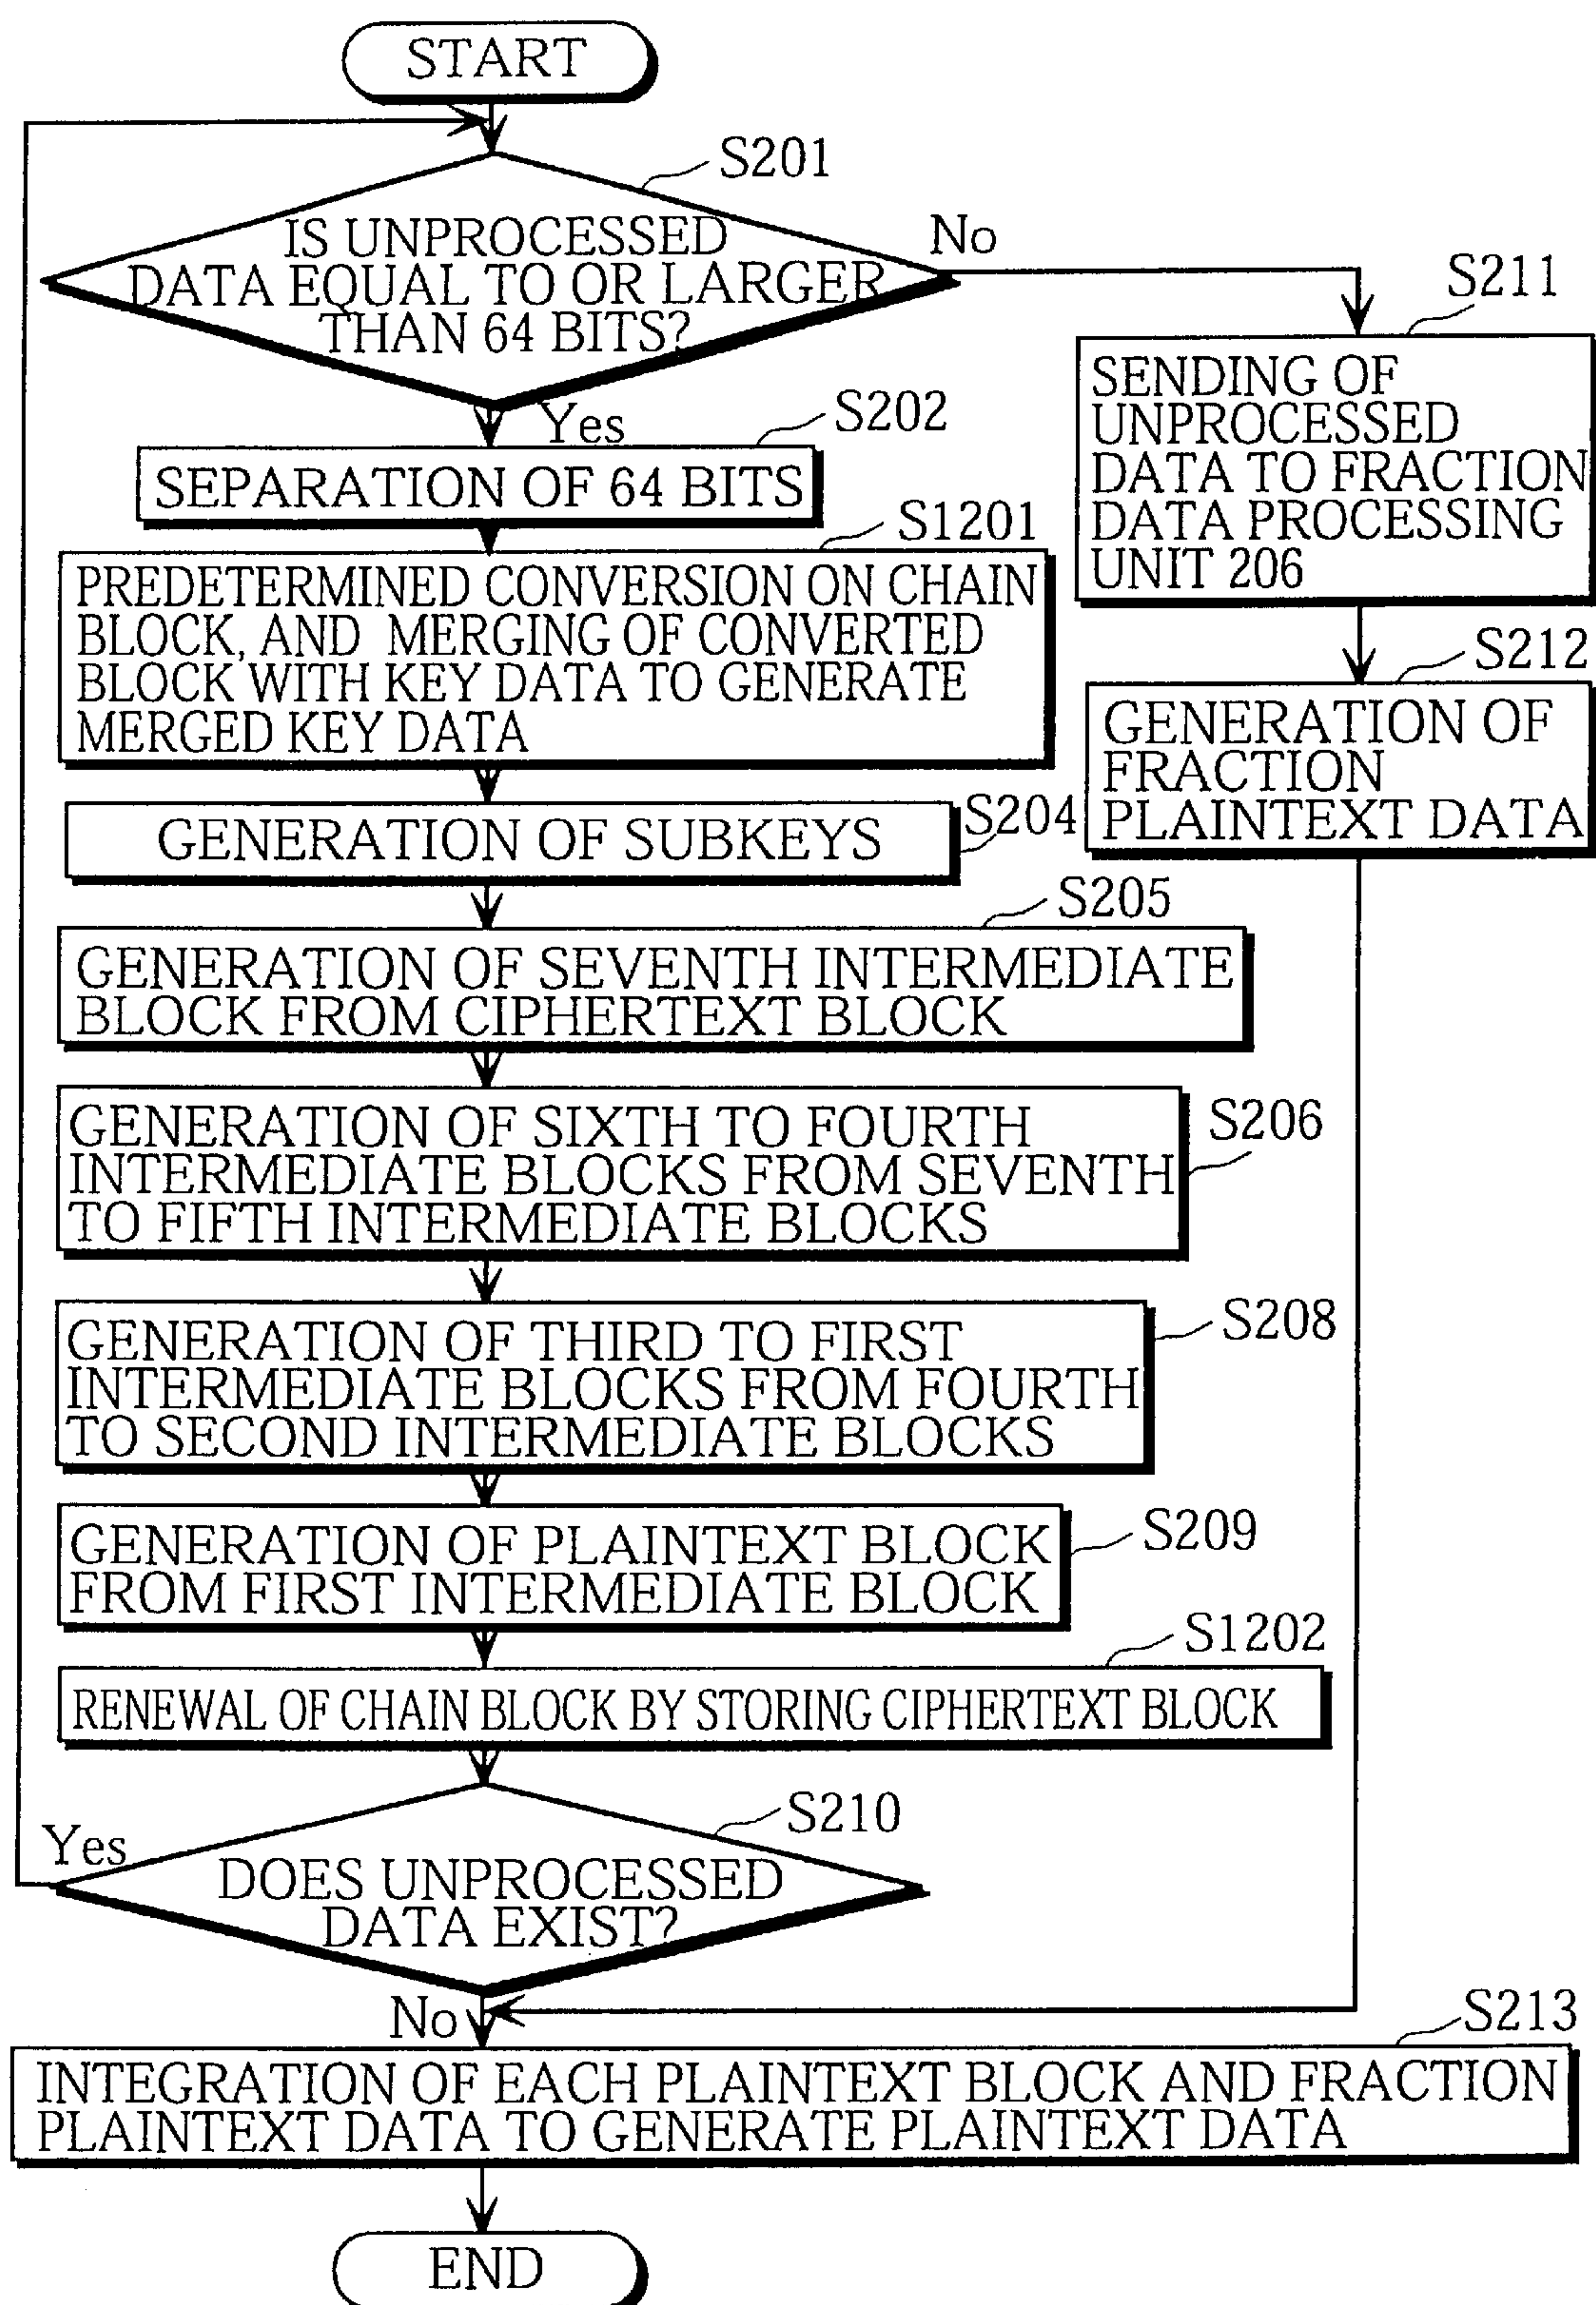 START
S201
IS UNPROCESSED
DATA EQUAL TO OR LARGER
THAN 64 BITS?
No
Yes
S202
SEPARATION OF 64 BITS
S1201
PREDETERMINED CONVERSION ON CHAIN
BLOCK, AND MERGING OF CONVERTED
BLOCK WITH KEY DATA TO GENERATE
MERGED KEY DATA
S204
GENERATION OF SUBKEYS
S205
GENERATION OF SEVENTH INTERMEDIATE
BLOCK FROM CIPHERTEXT BLOCK
S206
GENERATION OF SIXTH TO FOURTH
INTERMEDIATE BLOCKS FROM SEVENTH
TO FIFTH INTERMEDIATE BLOCKS
S208
GENERATION OF THIRD TO FIRST
INTERMEDIATE BLOCKS FROM FOURTH
TO SECOND INTERMEDIATE BLOCKS
S209
GENERATION OF PLAINTEXT BLOCK
FROM FIRST INTERMEDIATE BLOCK
S1202
RENEWAL OF CHAIN BLOCK BY STORING CIPHERTEXT BLOCK
S210
Yes
DOES UNPROCESSED
DATA EXIST?
No
S211
SENDING OF
UNPROCESSED
DATA TO FRACTION
DATA PROCESSING
UNIT 206
S212
GENERATION OF
FRACTION
PLAINTEXT DATA
S213
INTEGRATION OF EACH PLAINTEXT BLOCK AND FRACTION
PLAINTEXT DATA TO GENERATE PLAINTEXT DATA
END